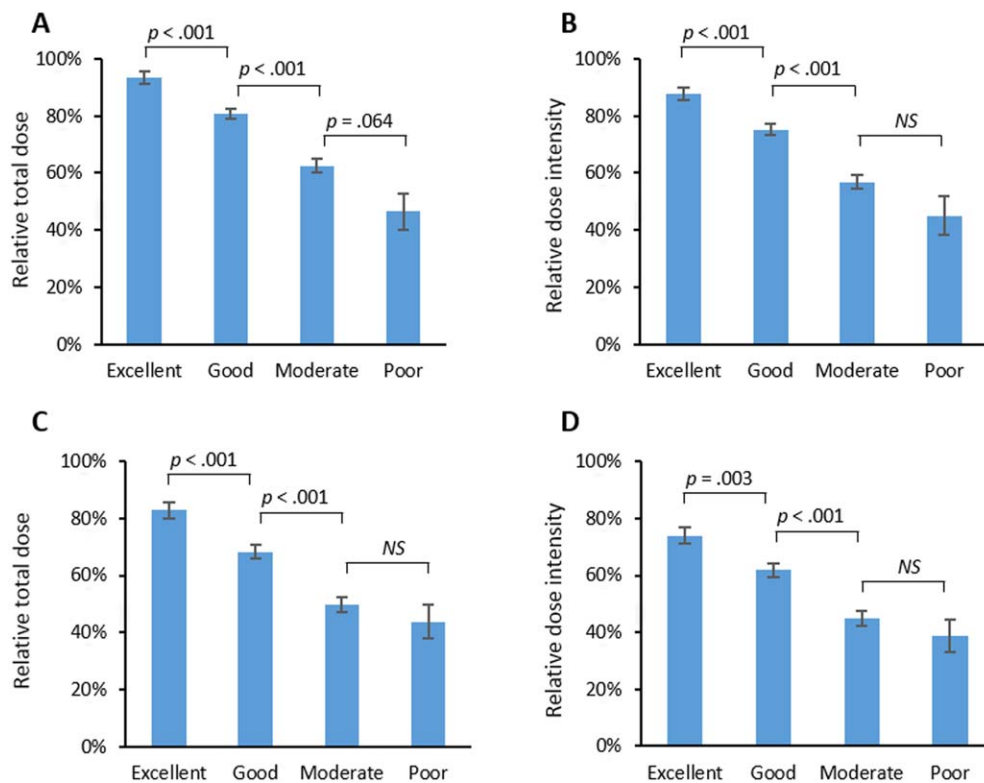 A
p < .001
p < .001
p = .064
Relative total dose
100%
80%
60%
40%
20%
0%
Excellent Good Moderate Poor
B
p < .001
p < .001
NS
Relative dose intensity
100%
80%
60%
40%
20%
0%
Excellent Good Moderate Poor
C
p < .001
p < .001
NS
Relative total dose
100%
80%
60%
40%
20%
0%
Excellent Good Moderate Poor
D
p = .003
p < .001
NS
Relative dose intensity
100%
80%
60%
40%
20%
0%
Excellent Good Moderate Poor